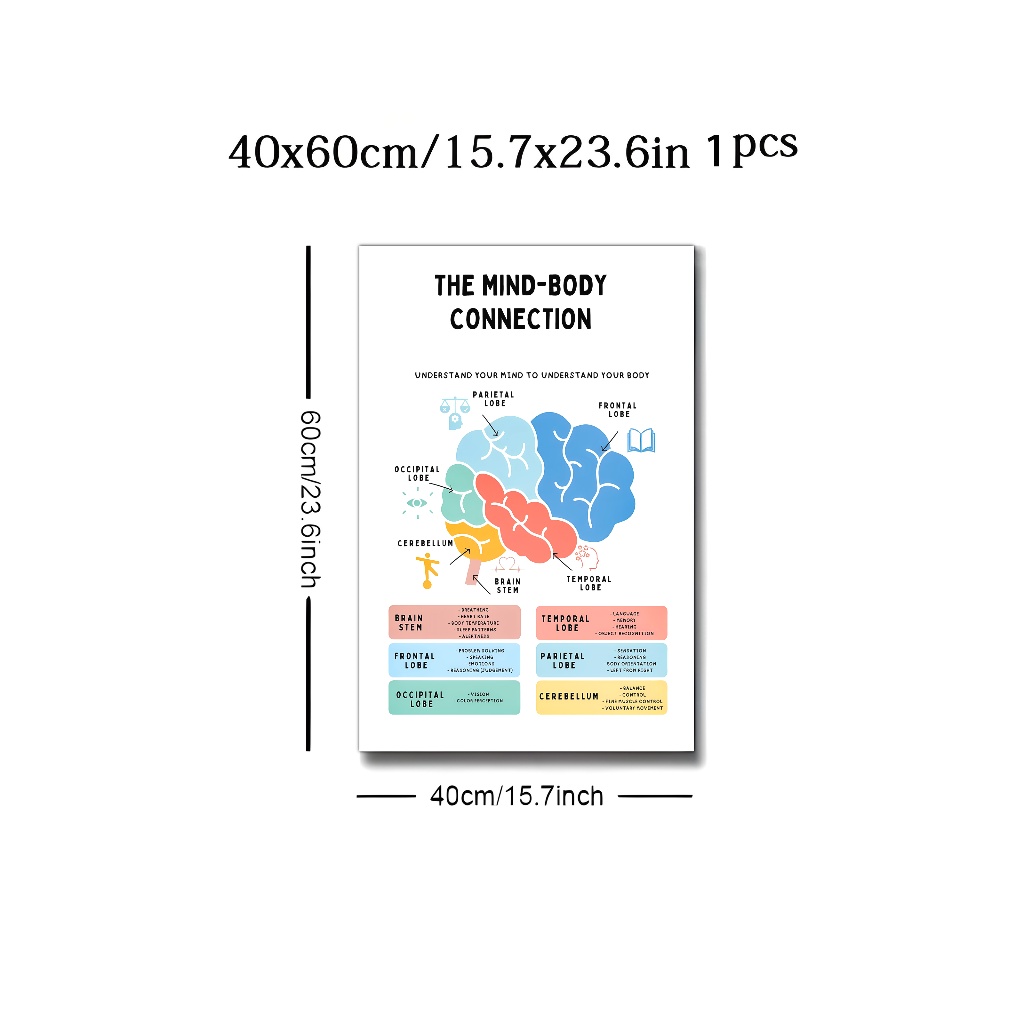 40x60cm/15.7x23.6in 1pcs
THE MIND-BODY
CONNECTION
UNDERSTAND YOUR MIND TO UNDERSTAND YOUR BODY
PARIETAL
LOBE
FRONTAL
LOBE
OCCIPITAL
LOBE
CEREBELLUM
BRAIN
STEM
TEMPORAL
LOBE
BRAIN
STEM
- BREATHING
- HEART RATE
- BODY TEMPERATURE
SLEEP PATTERNS
- ALERTNESS
TEMPORAL
LOBE
- LANGUAGE
- MEMORY
- HEARING
- OBJECT RECOGNITION
FRONTAL
LOBE
- PROBLEM SOLVING
- SPEAKING
EMOTIONS
- REASONING (JUDGEMENT)
PARIETAL
LOBE
- SENSATION
- REASONING
BODY ORIENTATION
- LEFT FROM RIGHT
OCCIPITAL
LOBE
- VISION
COLOR PERCEPTION
CEREBELLUM
- BALANCE
- CONTROL
- FINE MUSCLE CONTROL
- VOLUNTARY MOVEMENT
60cm/23.6inch
40cm/15.7inch